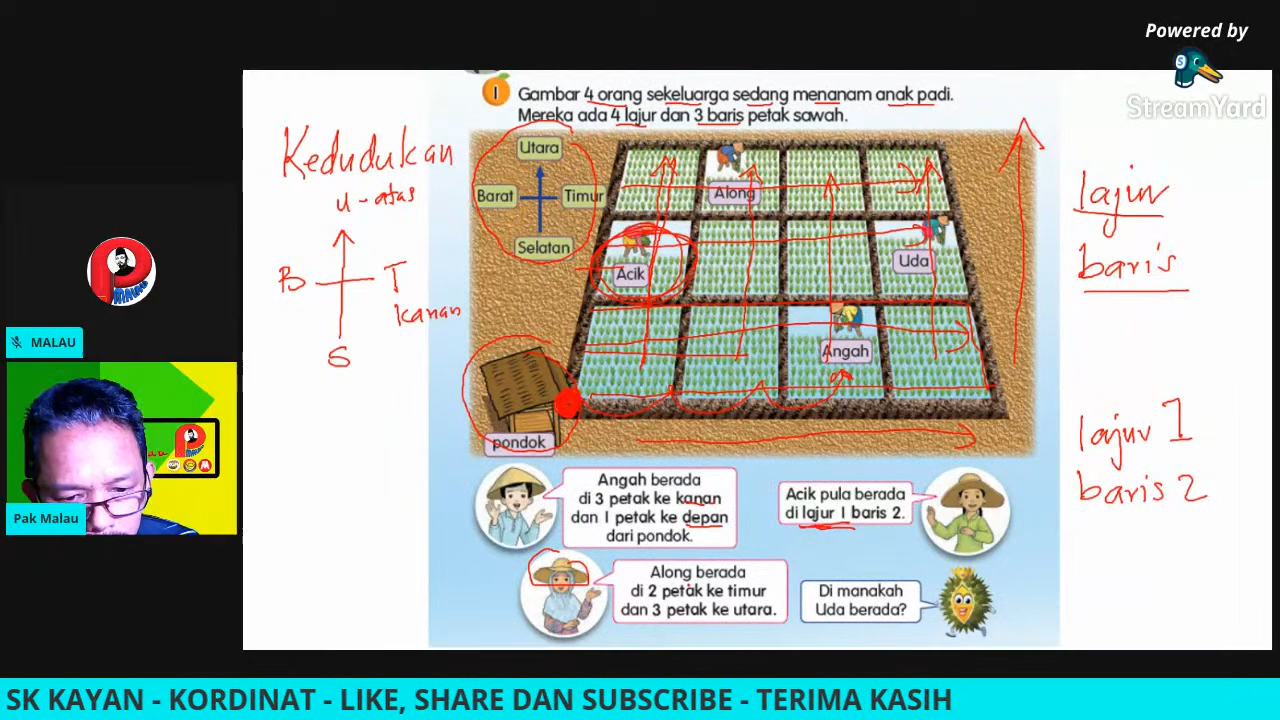 Powered by
StreamYard
1 Gambar 4 orang sekeluarga sedang menanam anak padi.
Mereka ada 4 lajur dan 3 baris petak sawah.
Kedudukan
u - atas
B T
kanan
S
Utara
Barat Timur
Selatan
Along
Acik
Uda
Angah
pondok
lajur
baris
lajur 1
baris 2
Angah berada
di 3 petak ke kanan
dan 1 petak ke depan
dari pondok.
Acik pula berada
di lajur 1 baris 2.
Along berada
di 2 petak ke timur
dan 3 petak ke utara.
Di manakah
Uda berada?
P
MALAU
MALAU
Pak Malau
SK KAYAN - KORDINAT - LIKE, SHARE DAN SUBSCRIBE - TERIMA KASIH